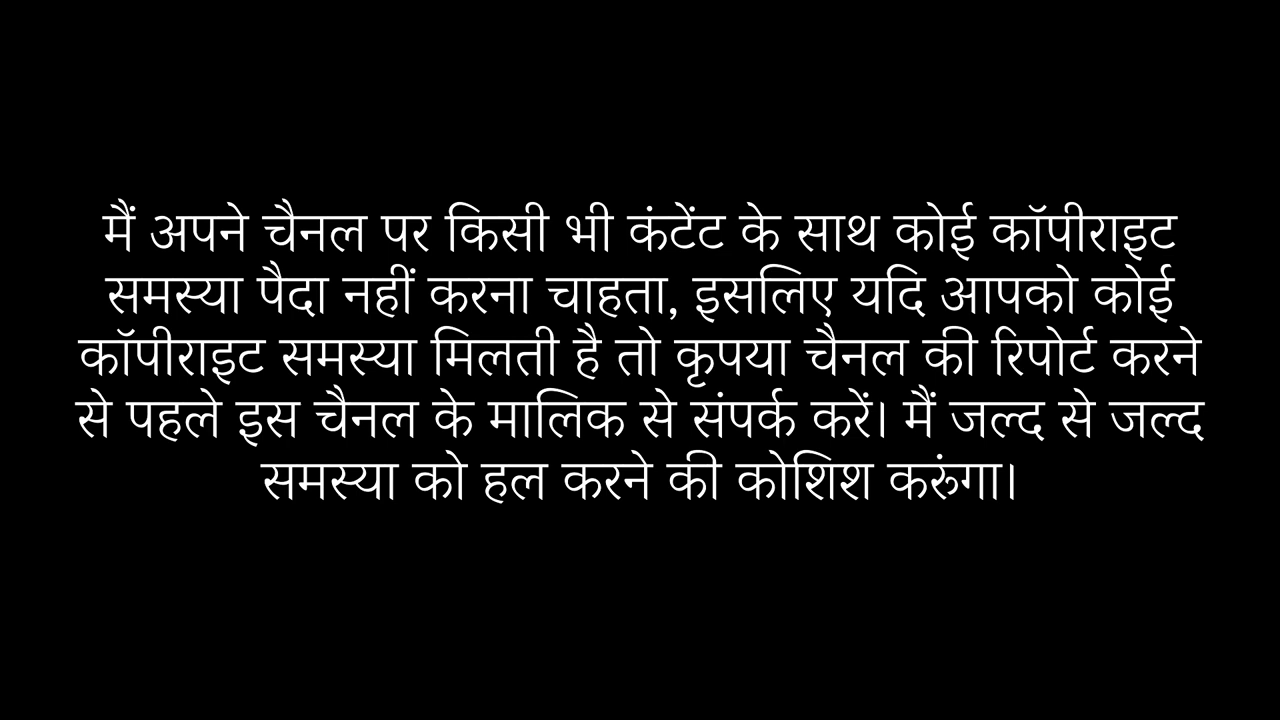 मैं अपने चैनल पर किसी भी कंटेंट के साथ कोई कॉपीराइट
समस्या पैदा नहीं करना चाहता, इसलिए यदि आपको कोई
कॉपीराइट समस्या मिलती है तो कृपया चैनल की रिपोर्ट करने
से पहले इस चैनल के मालिक से संपर्क करें। मैं जल्द से जल्द
समस्या को हल करने की कोशिश करुंगा।